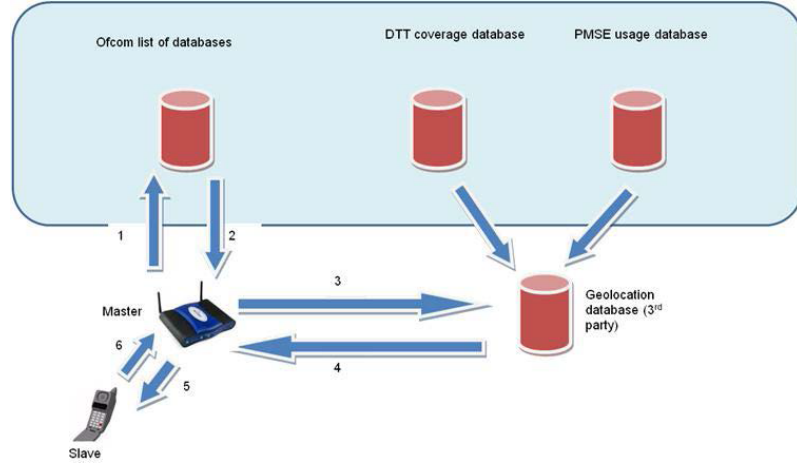 Ofcom list of databases
DTT coverage database
PMSE usage database
1
2
3
Master
Geolocation
database (3rd
party)
6
5
4
Slave